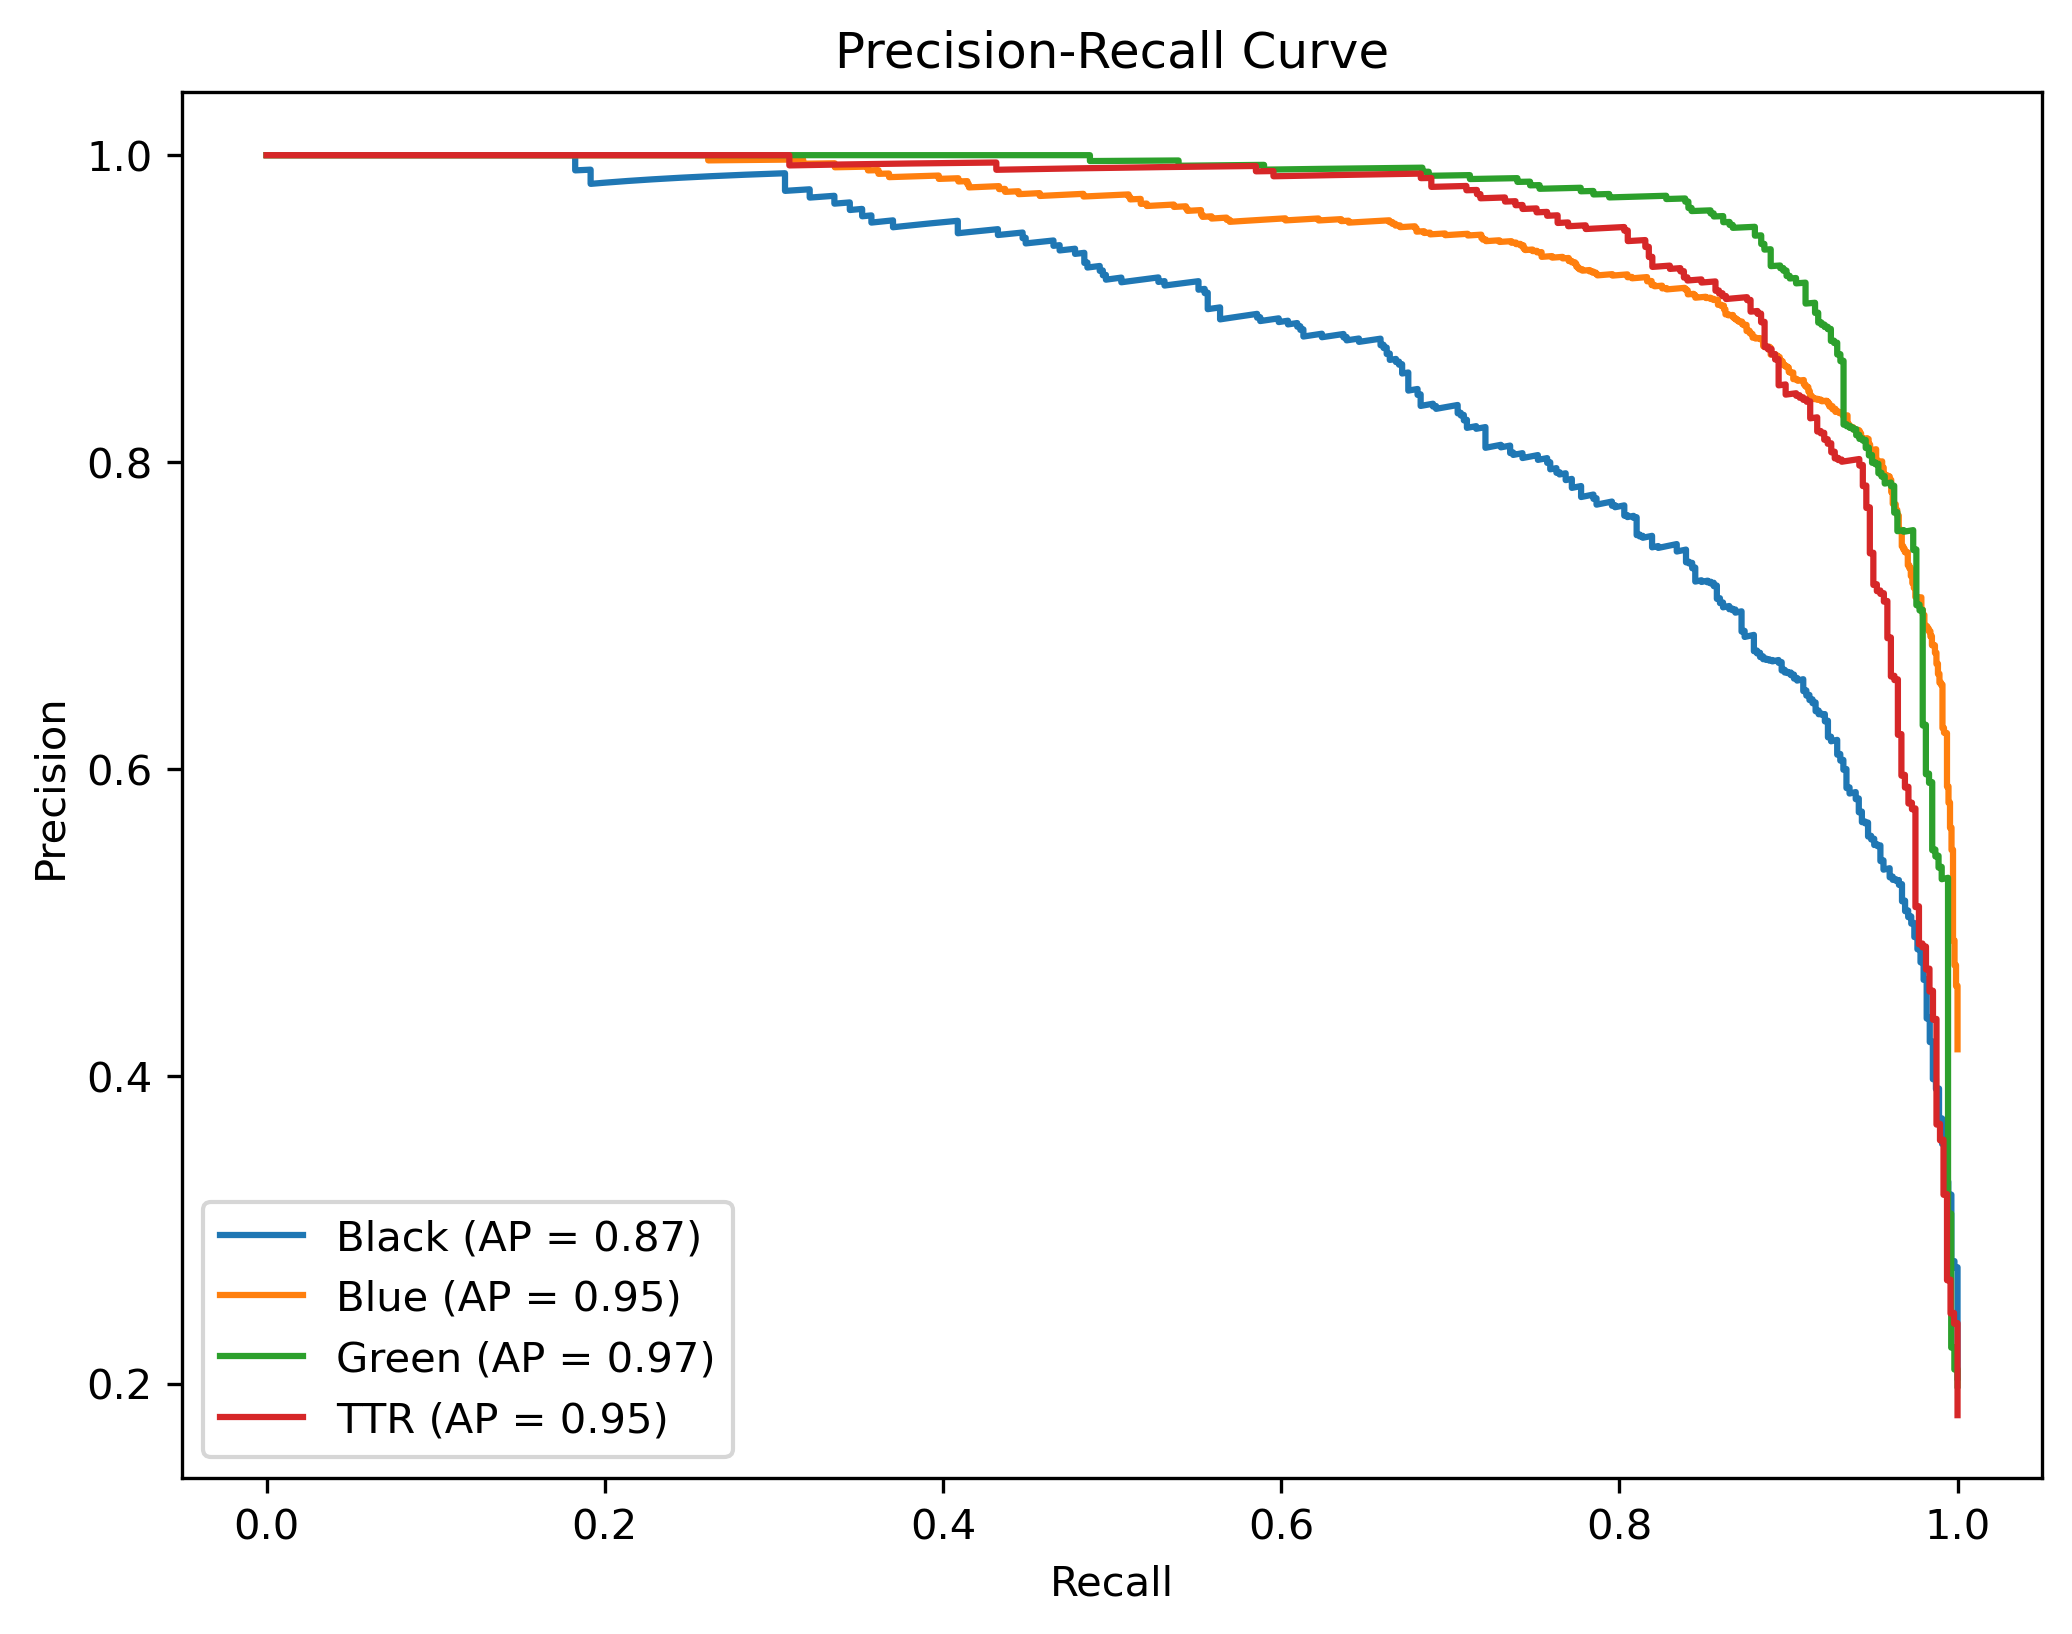 Precision-Recall Curve
1.0
0.8
0.6
0.4
0.2
Precision
Black (AP = 0.87)
Blue (AP = 0.95)
Green (AP = 0.97)
TTR (AP = 0.95)
0.0 0.2 0.4 0.6 0.8 1.0
Recall